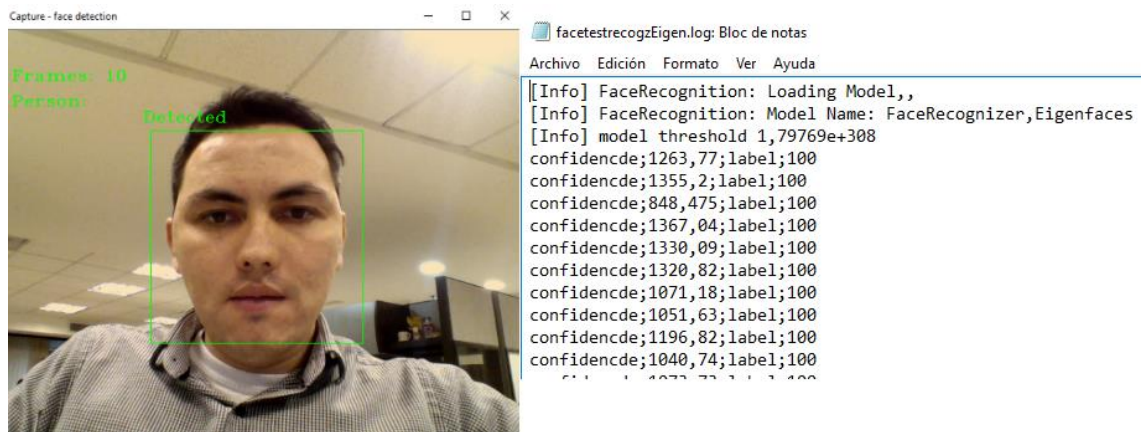 Capture - face detection
Frames: 10
Person:
Detected
facetestrecogzEigen.log: Bloc de notas
Archivo Edición Formato Ver Ayuda
[Info] FaceRecognition: Loading Model,,
[Info] FaceRecognition: Model Name: FaceRecognizer,Eigenfaces
[Info] model threshold 1,79769e+308
confidencde;1263,77;label;100
confidencde;1355,2;label;100
confidencde;848,475;label;100
confidencde;1367,04;label;100
confidencde;1330,09;label;100
confidencde;1320,82;label;100
confidencde;1071,18;label;100
confidencde;1051,63;label;100
confidencde;1196,82;label;100
confidencde;1040,74;label;100